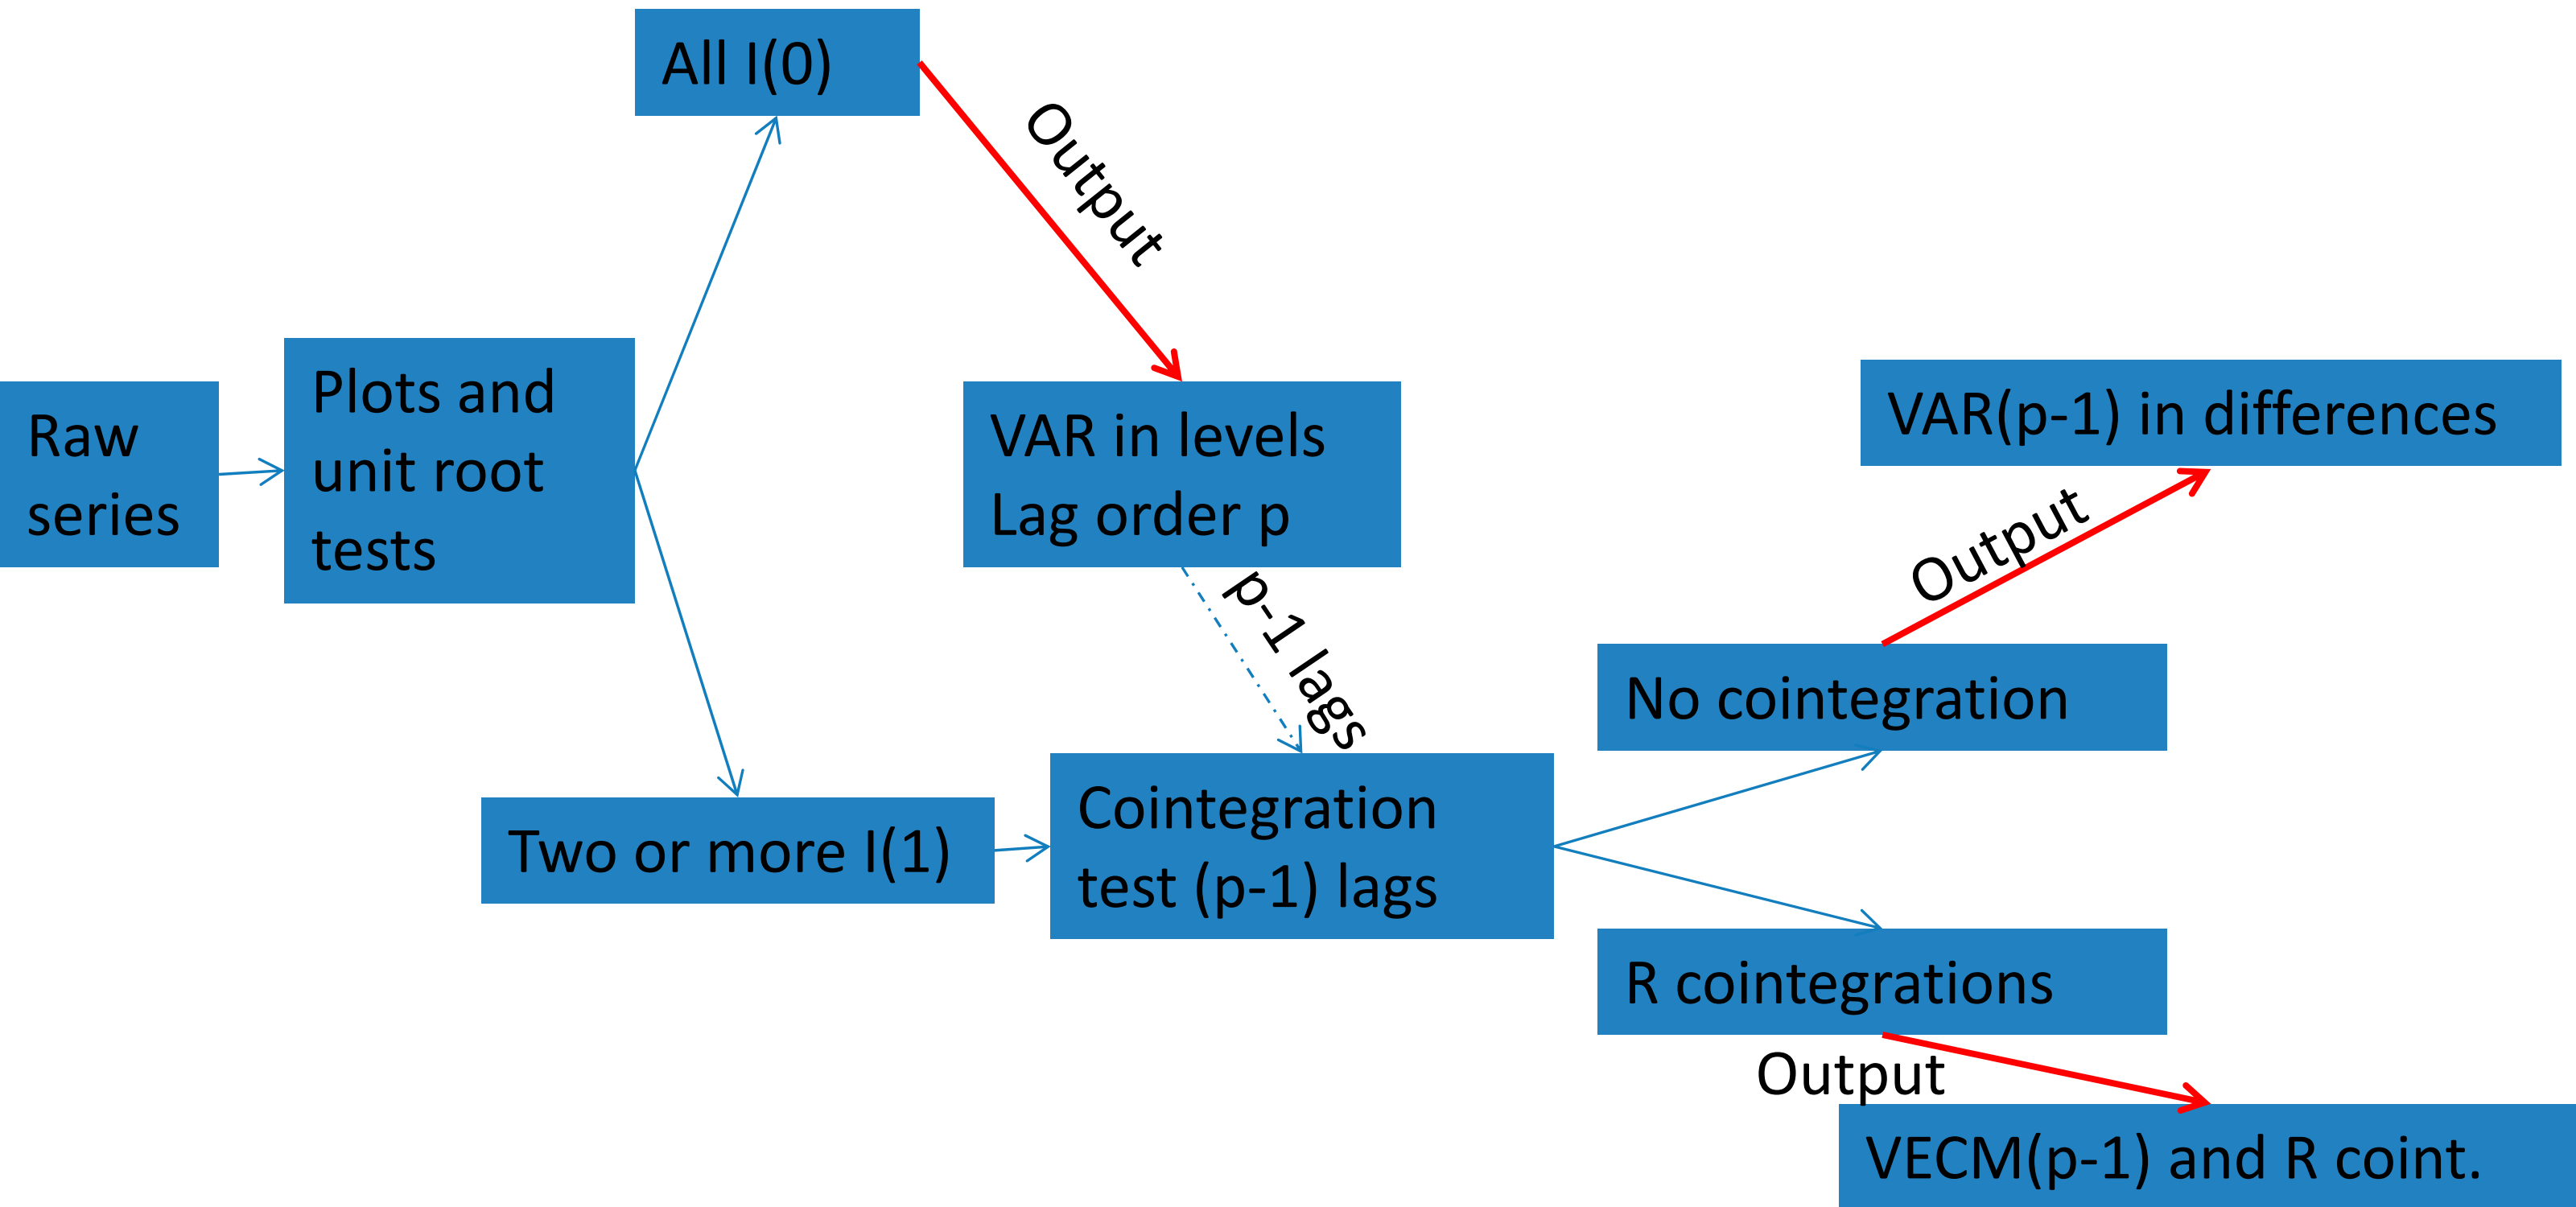 All I(0)
Output
Raw
series
Plots and
unit root
tests
VAR in levels
Lag order p
p-1 lags
Two or more I(1)
Cointegration
test (p-1) lags
No cointegration
Output
VAR(p-1) in differences
R cointegrations
Output
VECM(p-1) and R coint.